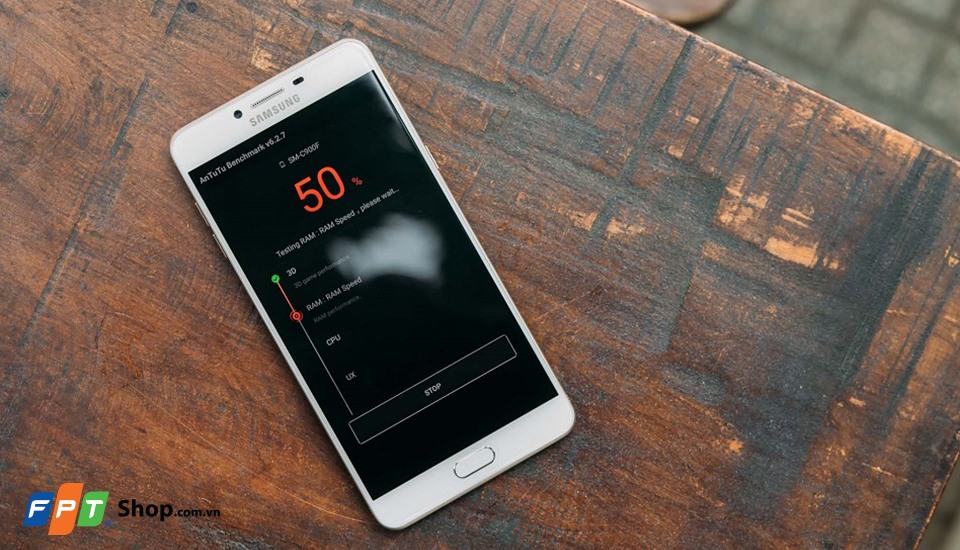 SAMSUNG
AnTuTu Benchmark v6.2.7
SM-C900F
50 %
Testing RAM : RAM Speed , please wait...
3D
3D game performance
RAM : RAM Speed
RAM performance
CPU
UX
STOP
FPT Shop.com.vn